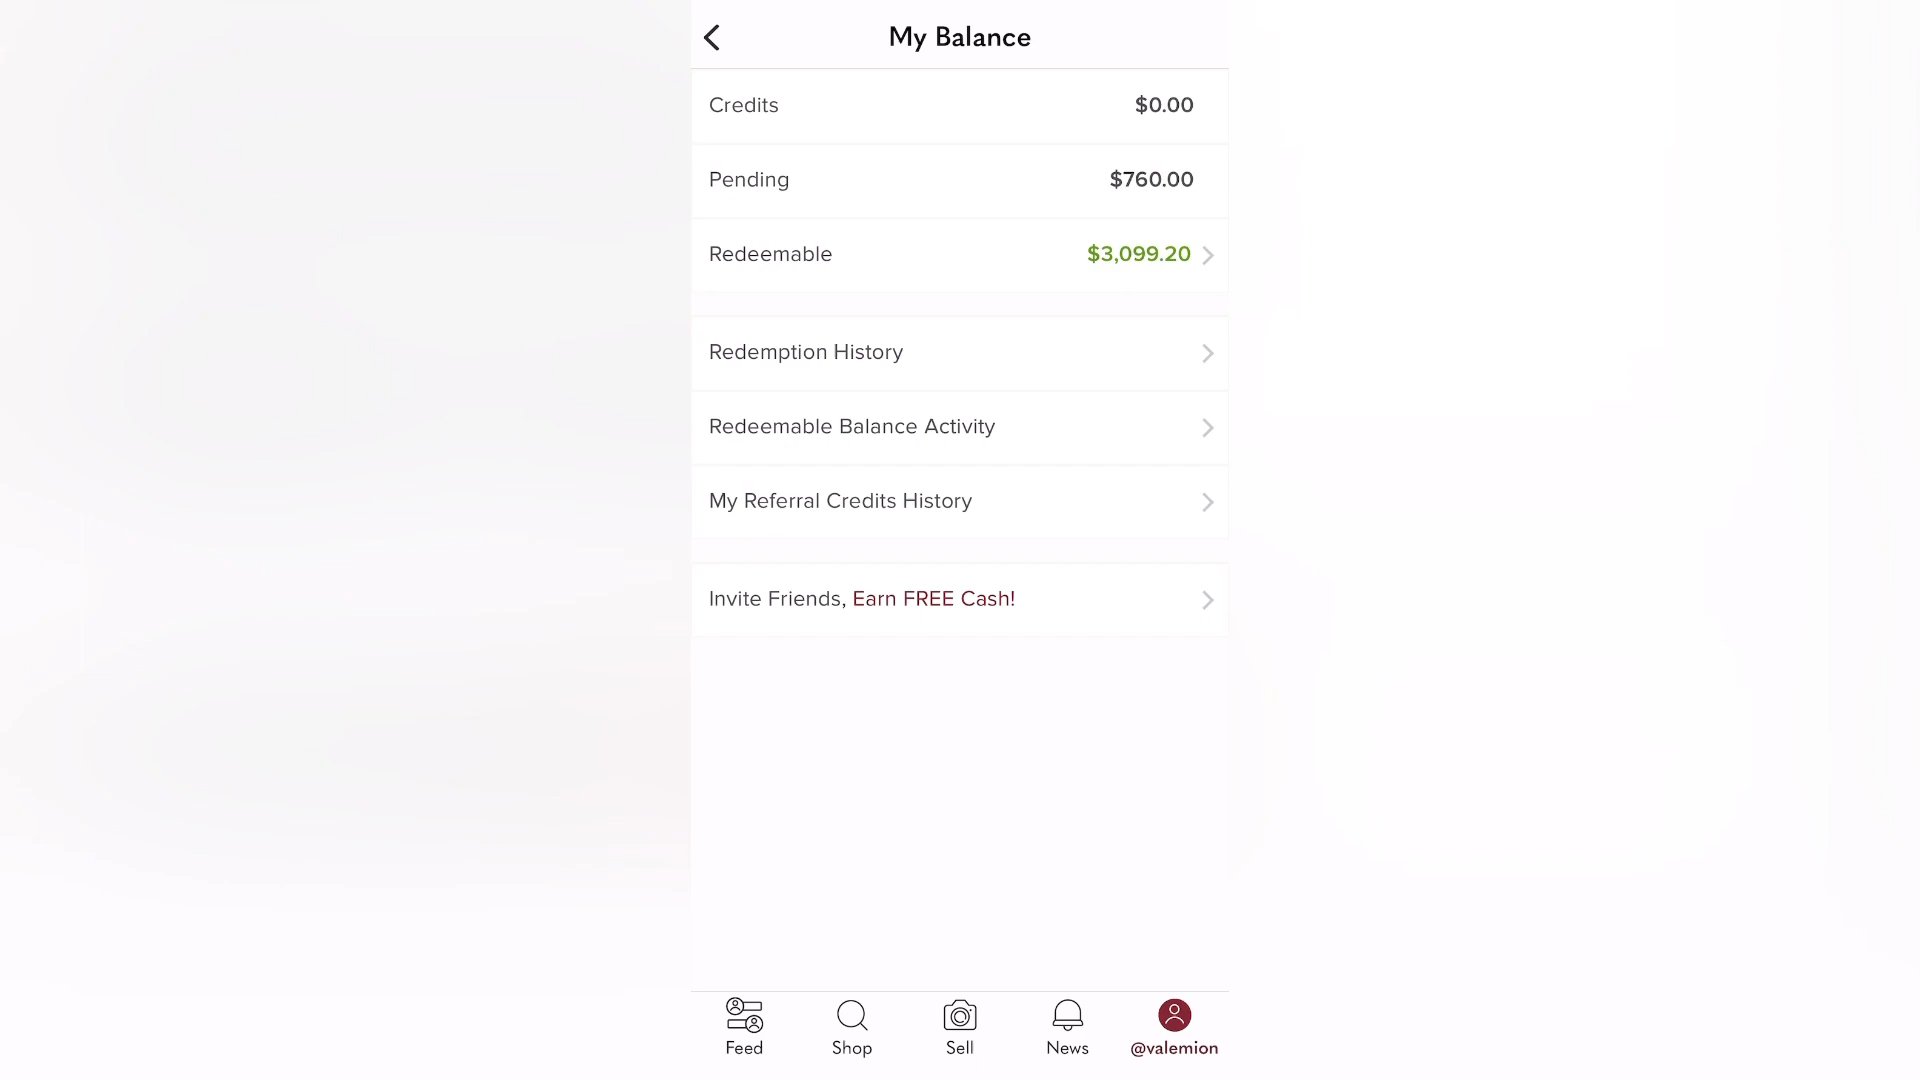 My Balance
Credits $0.00
Pending $760.00
Redeemable $3,099.20
Redemption History
Redeemable Balance Activity
My Referral Credits History
Invite Friends, Earn FREE Cash!
Feed Shop Sell News @valemion